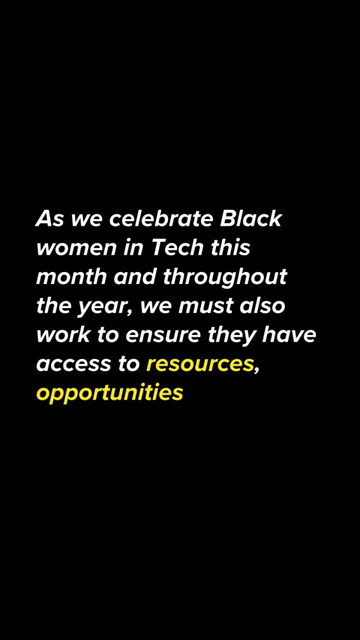 As we celebrate Black
women in Tech this
month and throughout
the year, we must also
work to ensure they have
access to resources,
opportunities